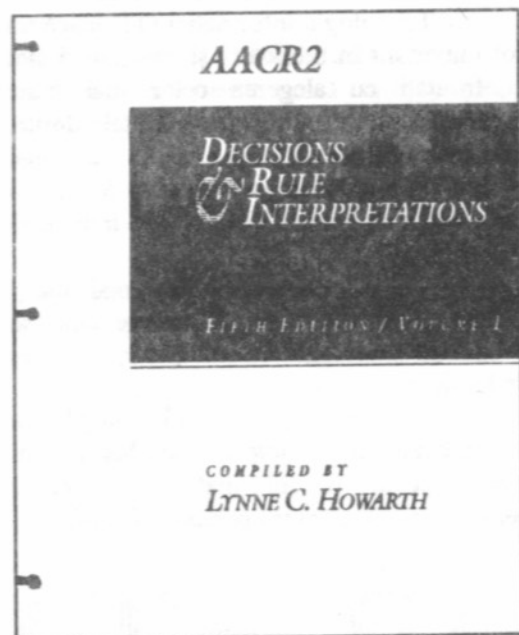 AACR2
DECISIONS
& RULE
INTERPRETATIONS
FIFTH EDITION / VOLUME 1
COMPILED BY
LYNNE C. HOWARTH